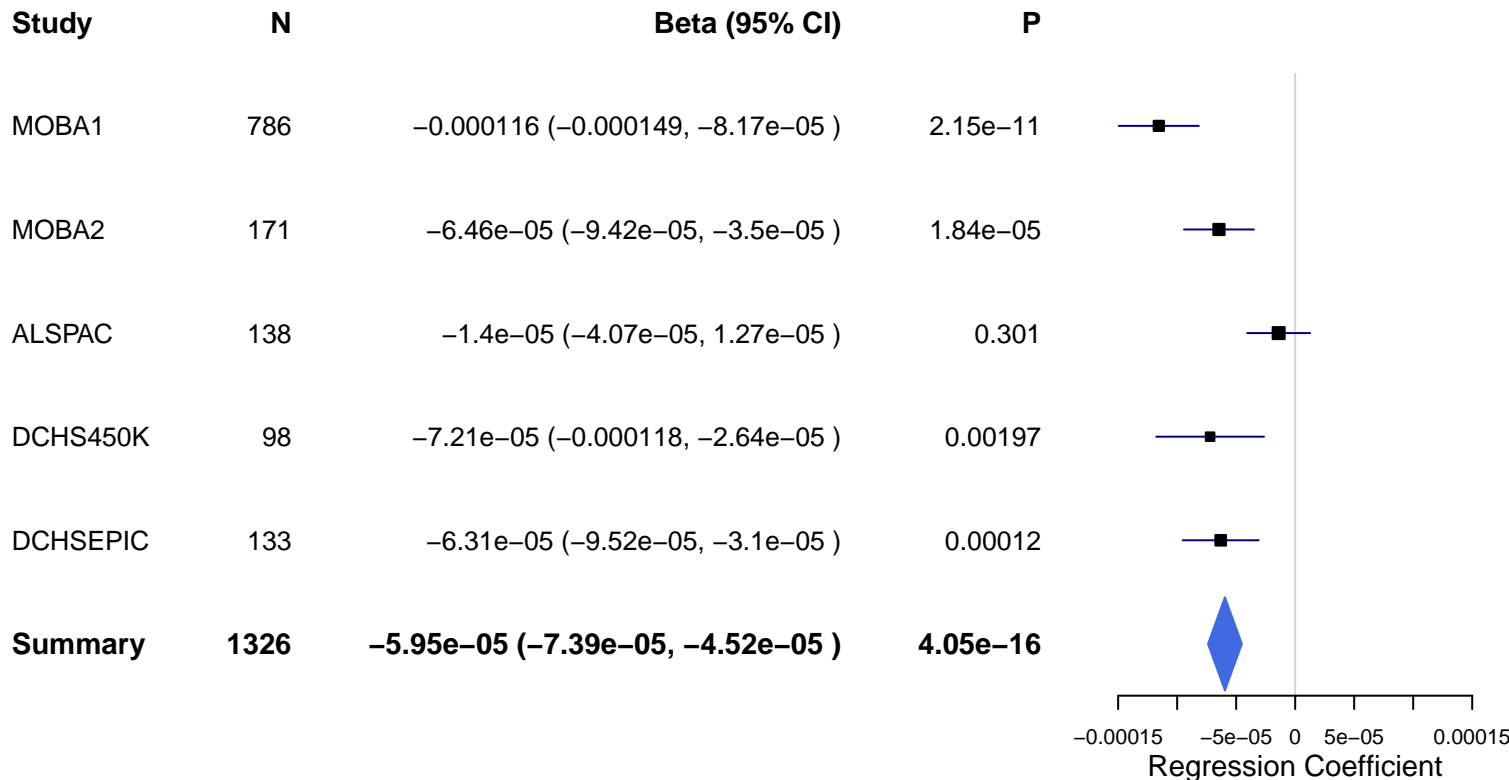 Study N Beta (95% CI) P
MOBA1 786 −0.000116 (−0.000149, −8.17e−05 ) 2.15e−11
MOBA2 171 −6.46e−05 (−9.42e−05, −3.5e−05 ) 1.84e−05
ALSPAC 138 −1.4e−05 (−4.07e−05, 1.27e−05 ) 0.301
DCHS450K 98 −7.21e−05 (−0.000118, −2.64e−05 ) 0.00197
DCHSEPIC 133 −6.31e−05 (−9.52e−05, −3.1e−05 ) 0.00012
Summary 1326 −5.95e−05 (−7.39e−05, −4.52e−05 ) 4.05e−16
−0.00015 −5e−05 0 5e−05 0.00015
Regression Coefficient